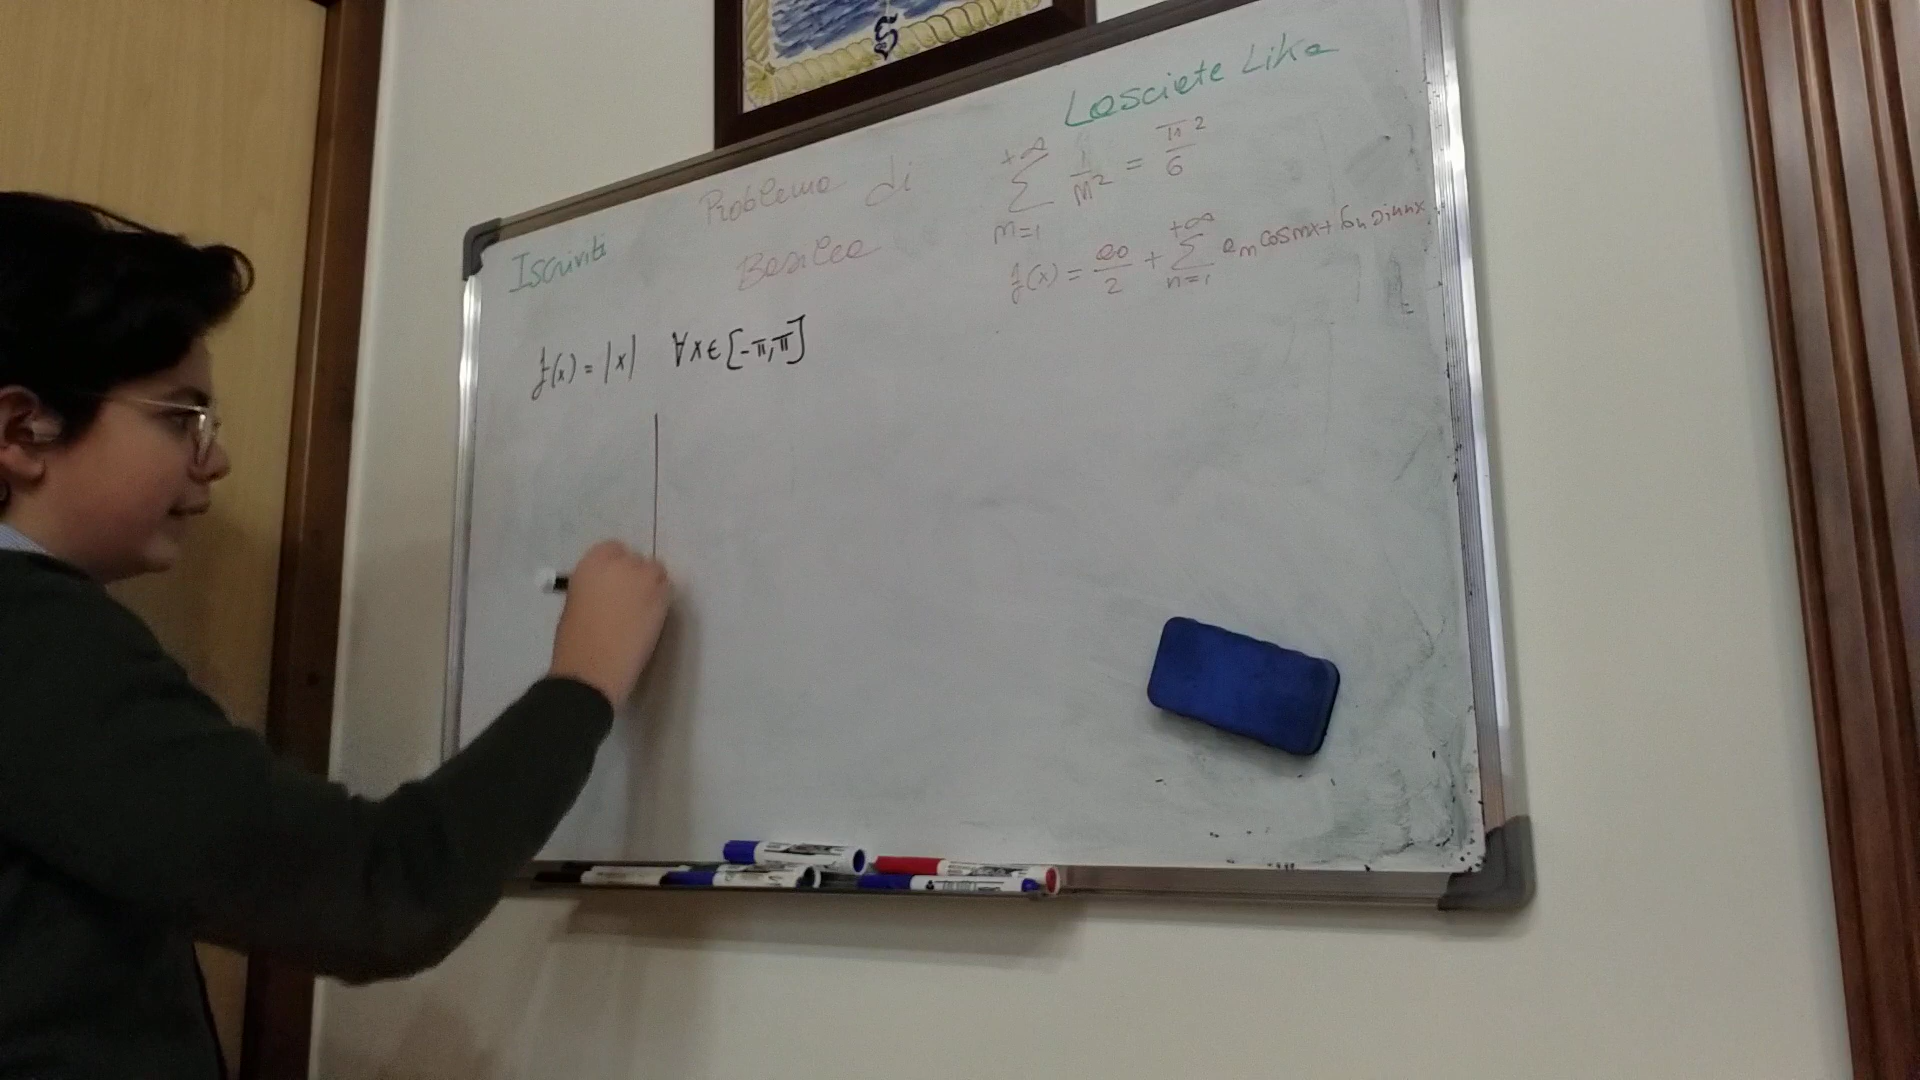 S
Lasciate Like
Iscriviti
Problema di
Basilea
+∞
∑ 1/n² = π²/6
n=1
f(x) = a₀/2 + ∑ aₙ cos nx + bₙ sin nx
+∞
n=1
f(x) = |x| ∀x∈[-π,π]